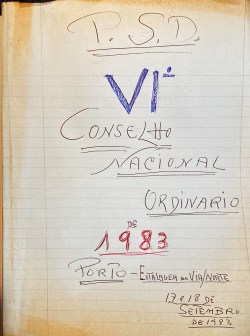 P. S. D.
VIº
CONSELHO
NACIONAL
ORDINARIO
DE
1983
PORTO - ESTALAGEM DA VIA/NORTE
17 e 18 DE
SETEMBRO
DE 1983